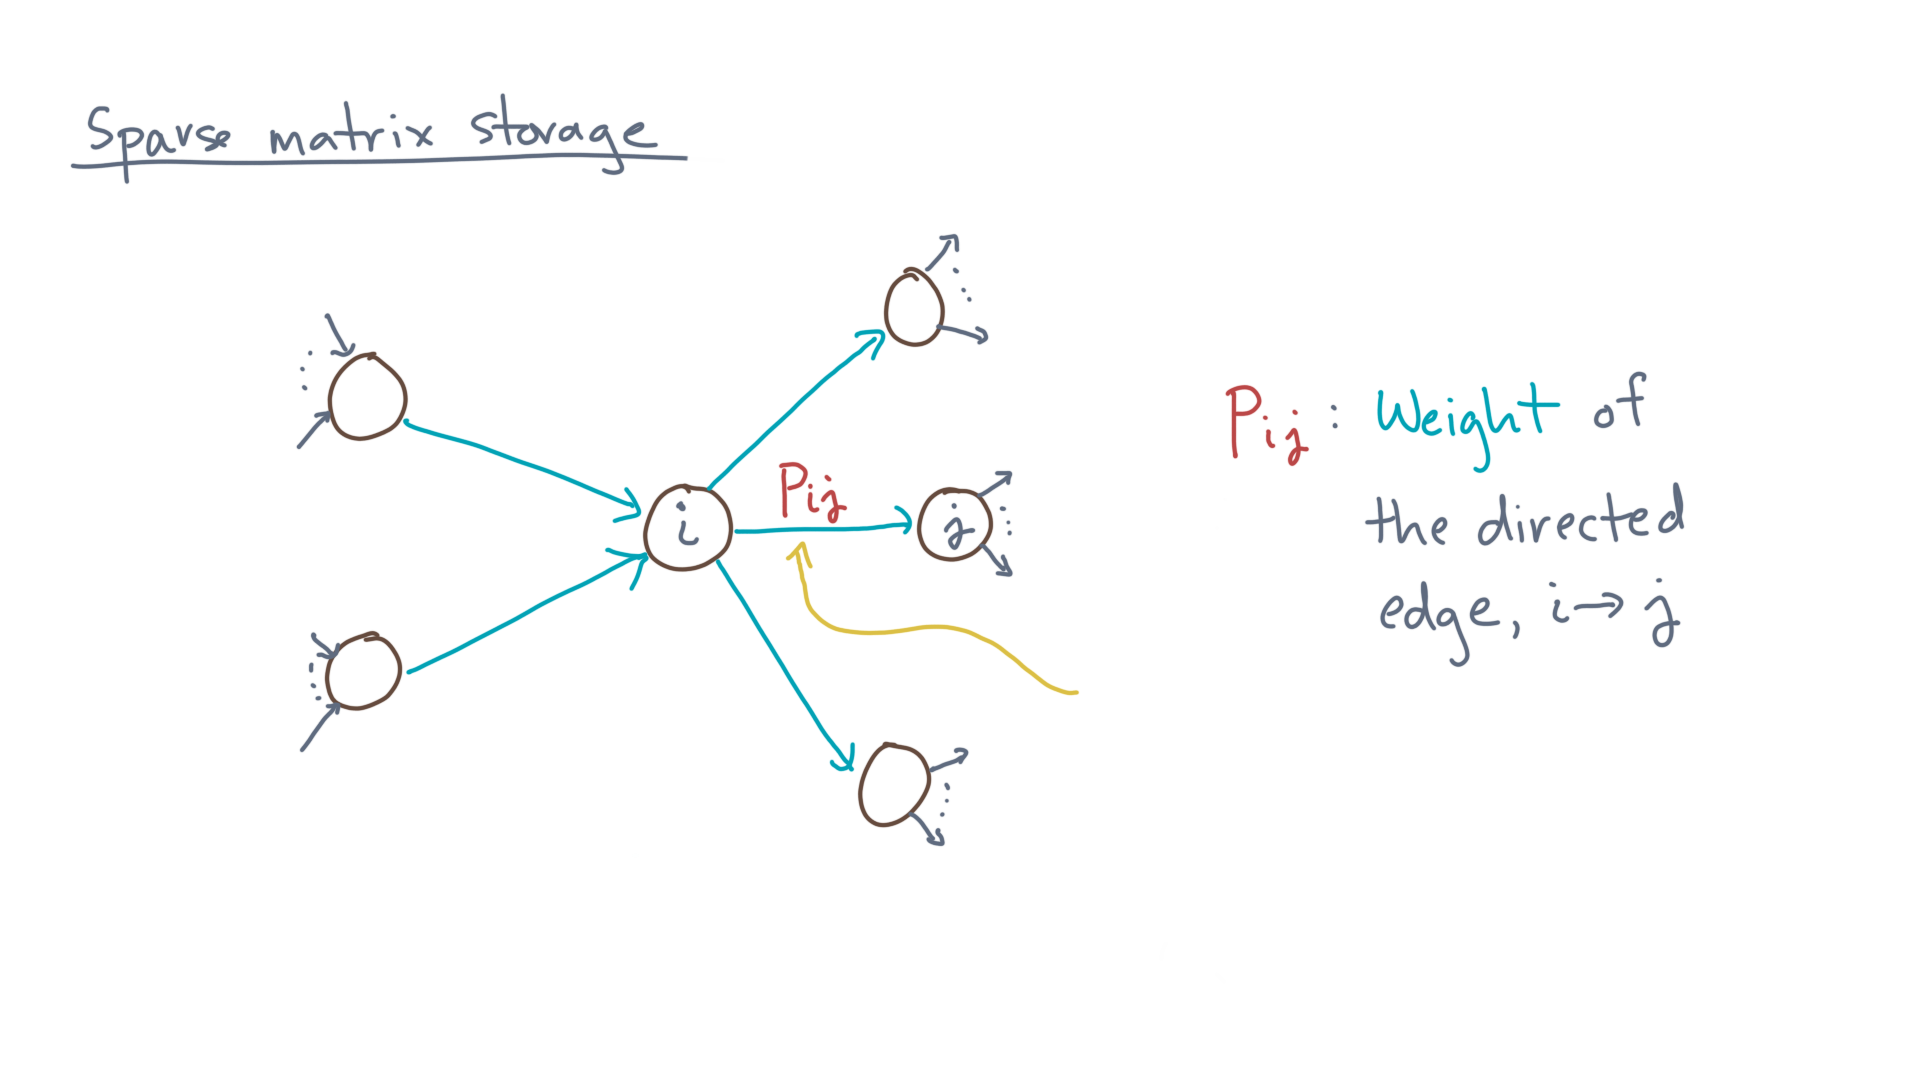 Sparse matrix storage
Pij
i
j
Pij : Weight of
the directed
edge, i → j